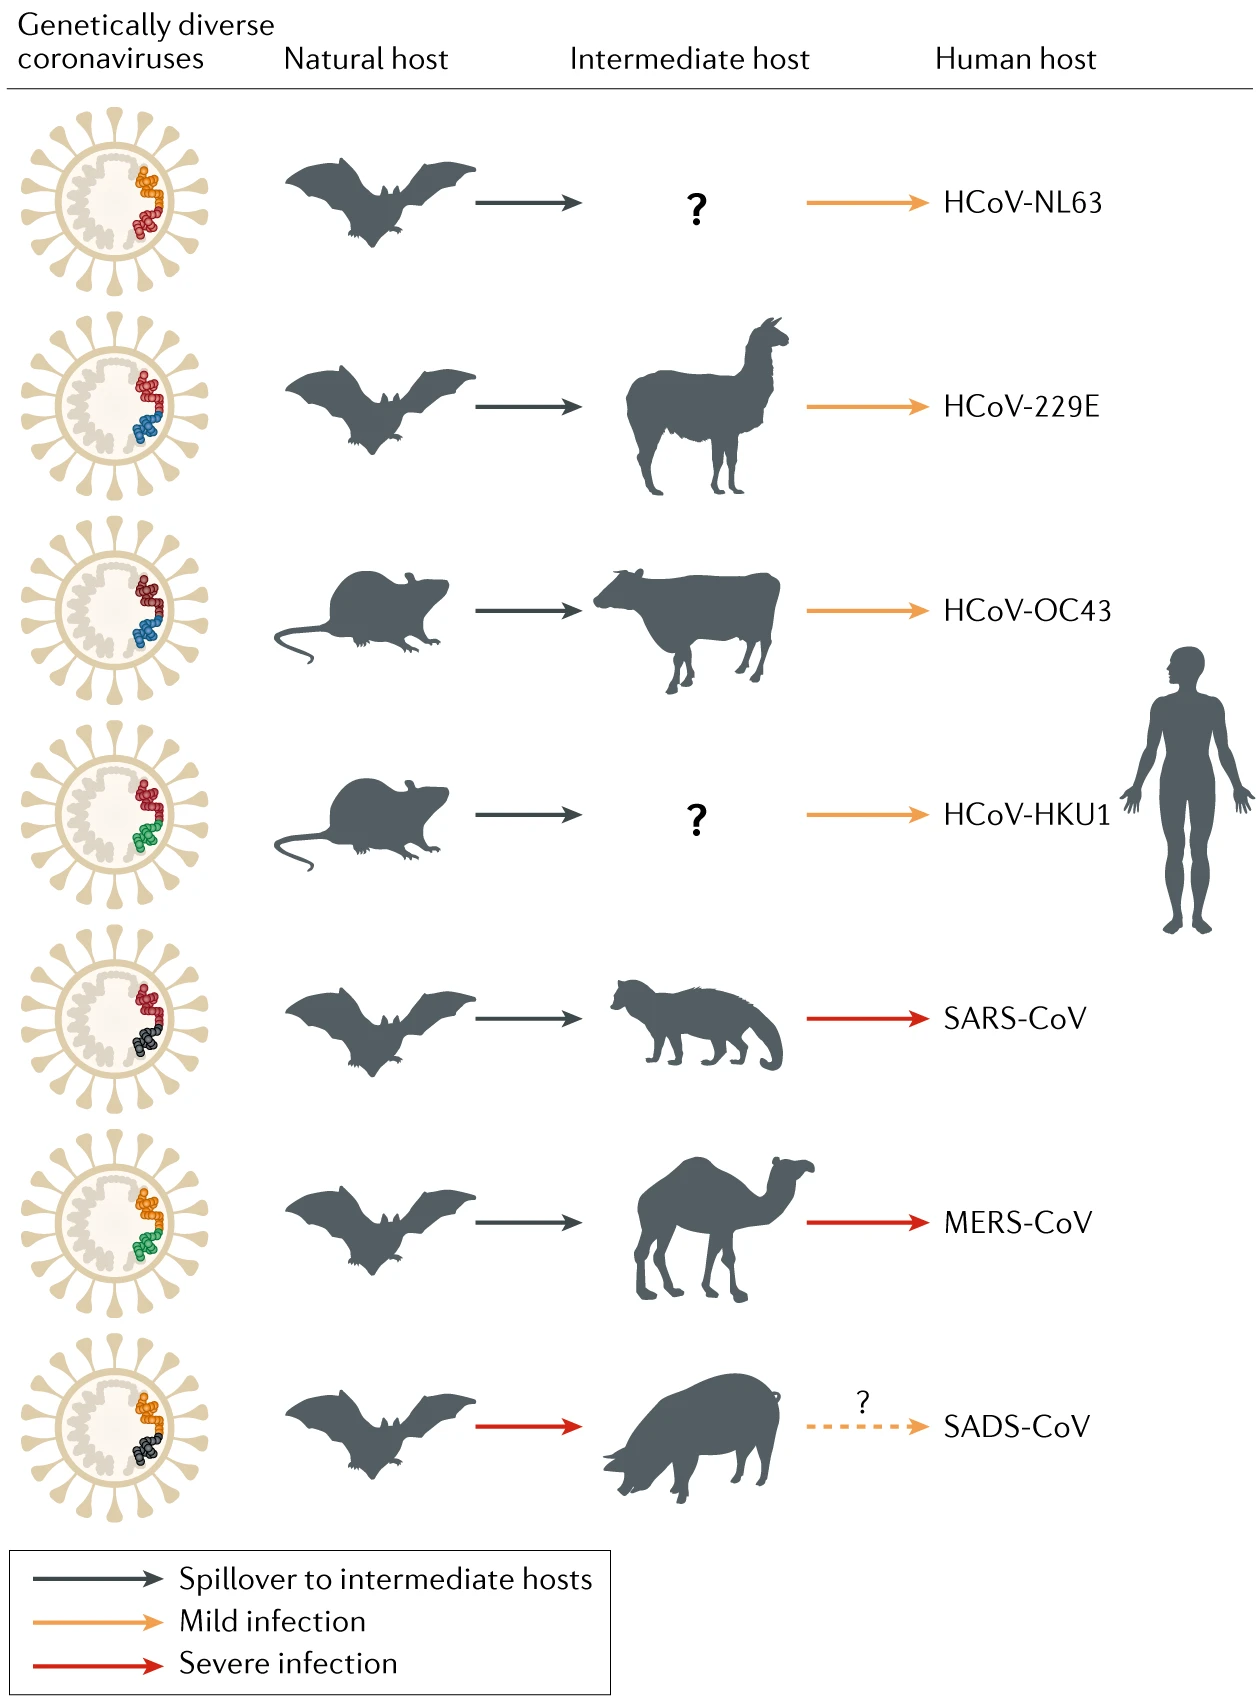 Genetically diverse
coronaviruses
Natural host
Intermediate host
Human host
?
HCoV-NL63
HCoV-229E
HCoV-OC43
?
HCoV-HKU1
SARS-CoV
MERS-CoV
?
SADS-CoV
Spillover to intermediate hosts
Mild infection
Severe infection